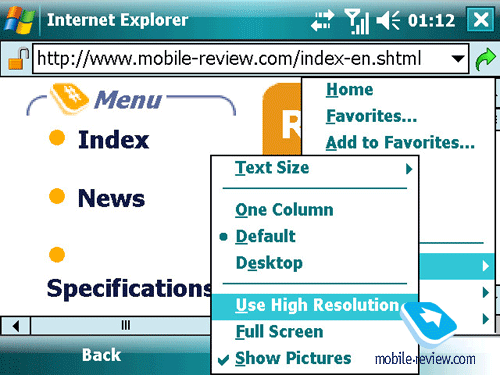 Internet Explorer 01:12
http://www.mobile-review.com/index-en.shtml
Menu
Index
News
Specifications
R
Home
Favorites...
Add to Favorites...
Text Size
One Column
Default
Desktop
Use High Resolution
Full Screen
Show Pictures
Back
mobile-review.com